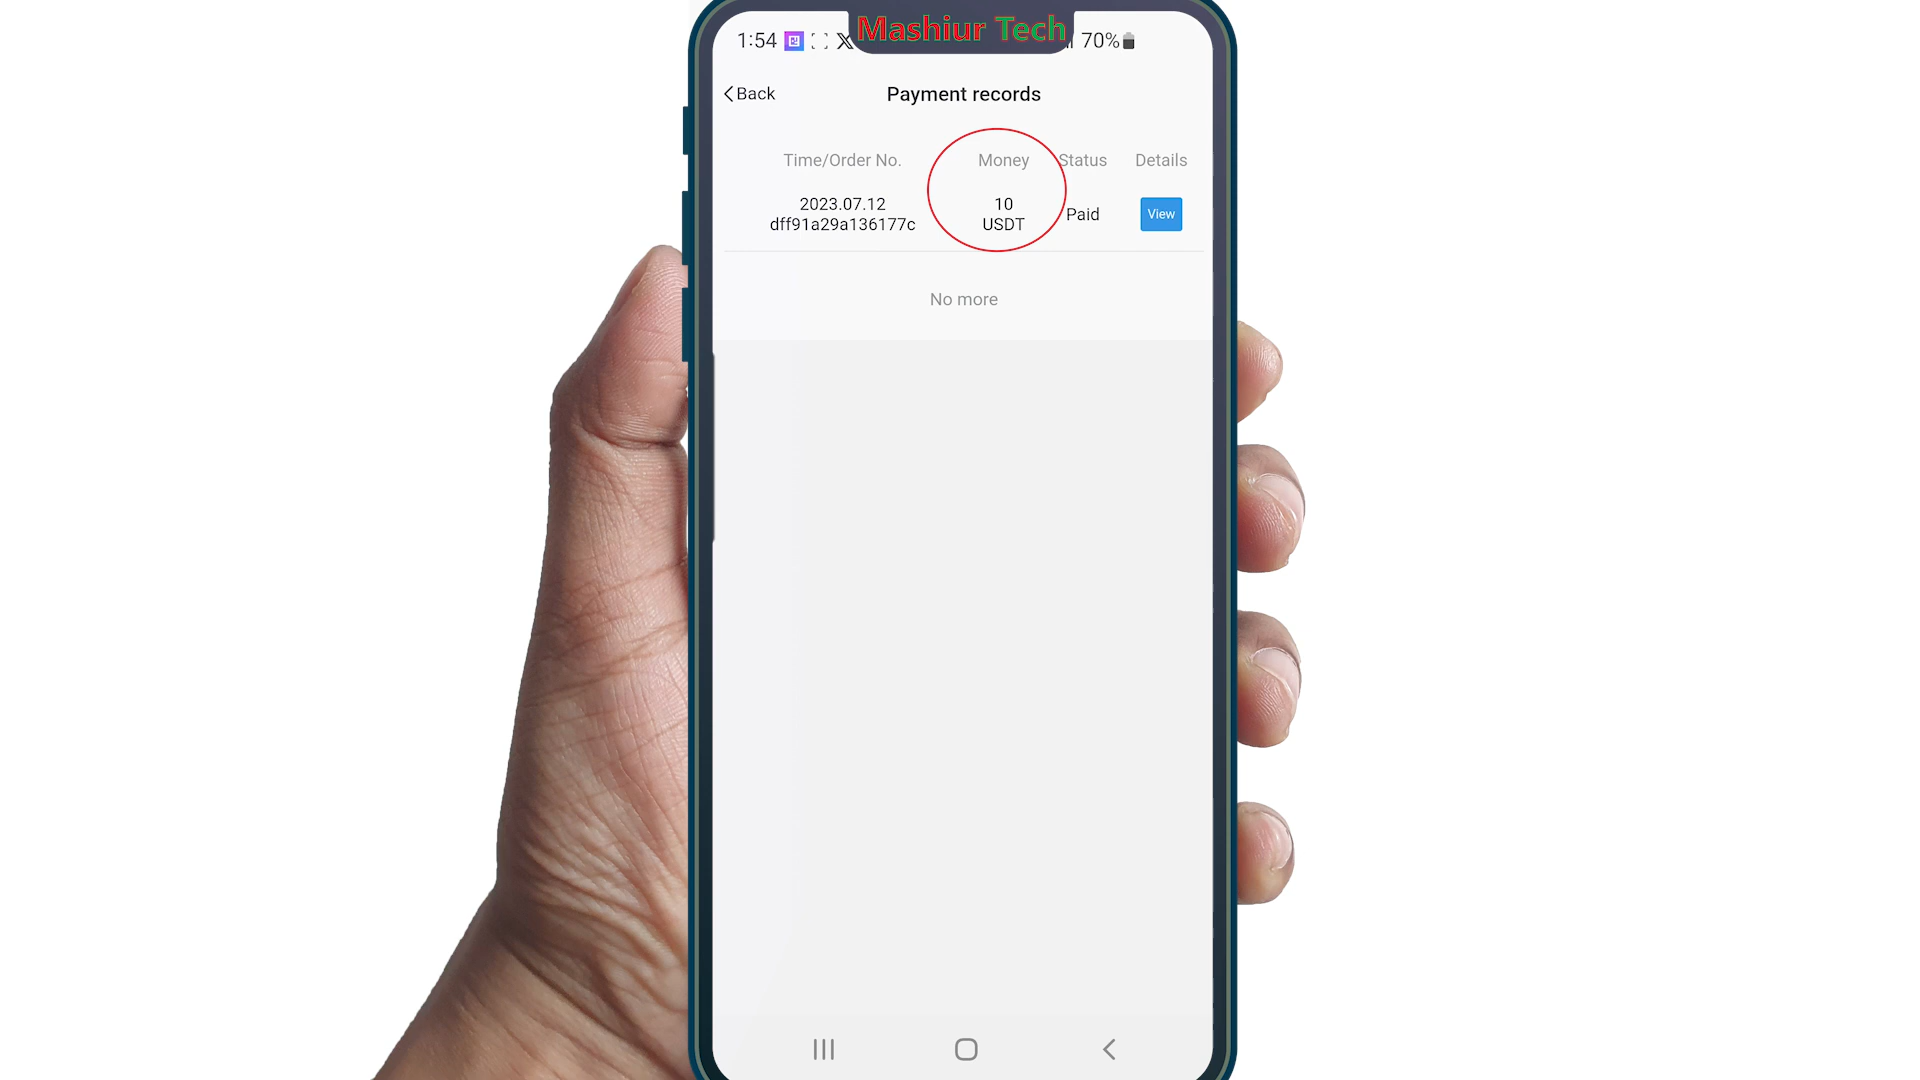 Mashiur Tech
1:54 70%
Back
Payment records
Time/Order No. Money Status Details
2023.07.12
dff91a29a136177c
10
USDT
Paid
View
No more